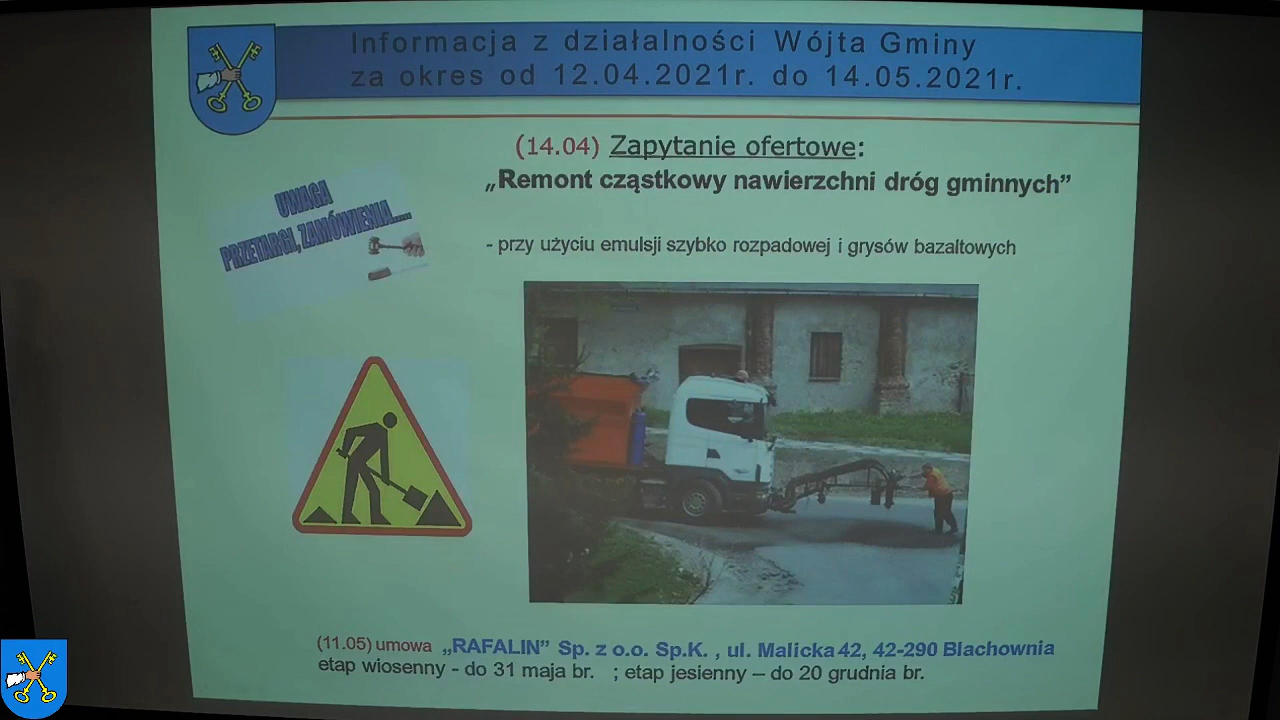 Informacja z działalności Wójta Gminy
za okres od 12.04.2021r. do 14.05.2021r.
(14.04) Zapytanie ofertowe:
„Remont cząstkowy nawierzchni dróg gminnych”
UWAGA
PRZETARGI, ZAMÓWIENIA.....
- przy użyciu emulsji szybko rozpadowej i grysów bazaltowych
(11.05) umowa „RAFALIN” Sp. z o.o. Sp.K. , ul. Malicka 42, 42-290 Blachownia
etap wiosenny - do 31 maja br. ; etap jesienny – do 20 grudnia br.